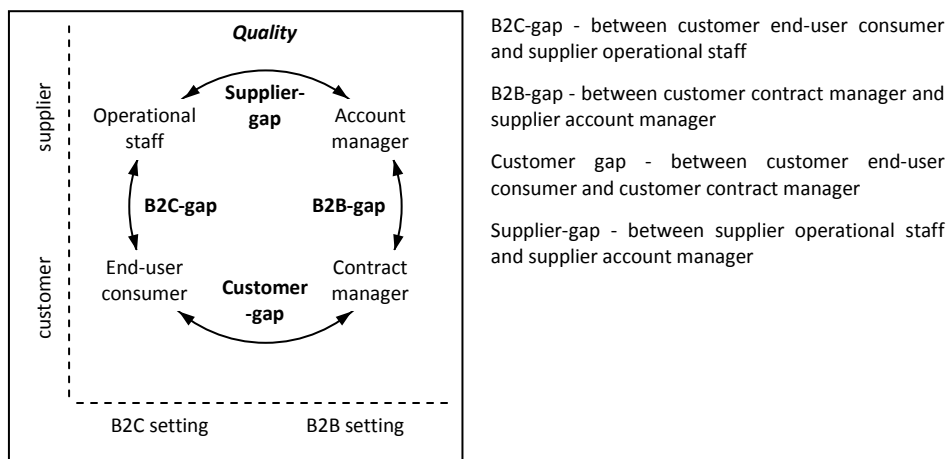 Quality
Supplier-
gap
Operational
staff
Account
manager
B2C-gap
B2B-gap
End-user
consumer
Contract
manager
Customer
-gap
supplier
customer
B2C setting
B2B setting
B2C-gap - between customer end-user consumer
and supplier operational staff
B2B-gap - between customer contract manager and
supplier account manager
Customer gap - between customer end-user
consumer and customer contract manager
Supplier-gap - between supplier operational staff
and supplier account manager